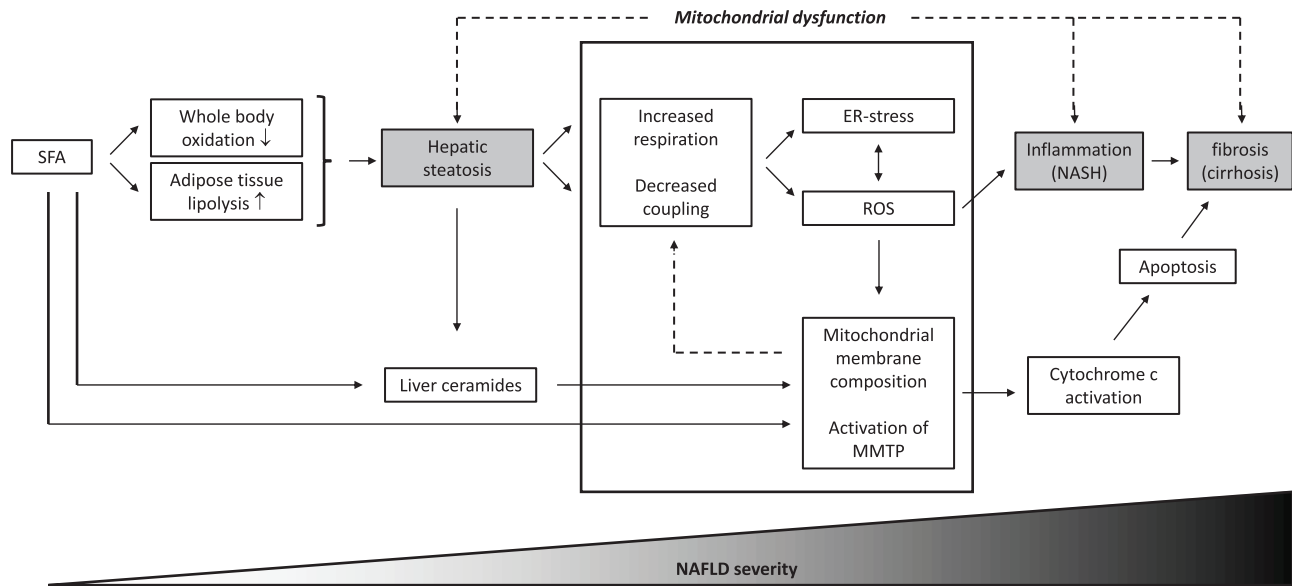 Mitochondrial dysfunction
SFA
Whole body
oxidation ↓
Adipose tissue
lipolysis ↑
Hepatic
steatosis
Increased
respiration
Decreased
coupling
ER-stress
ROS
Inflammation
(NASH)
fibrosis
(cirrhosis)
Apoptosis
Liver ceramides
Mitochondrial
membrane
composition
Activation of
MMTP
Cytochrome c
activation
NAFLD severity